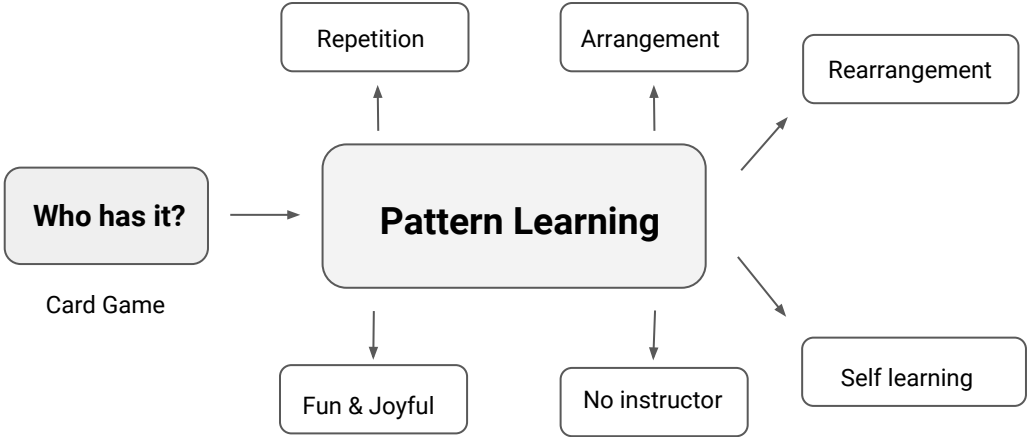 Repetition
Arrangement
Rearrangement
Who has it?
Pattern Learning
Card Game
Fun & Joyful
No instructor
Self learning